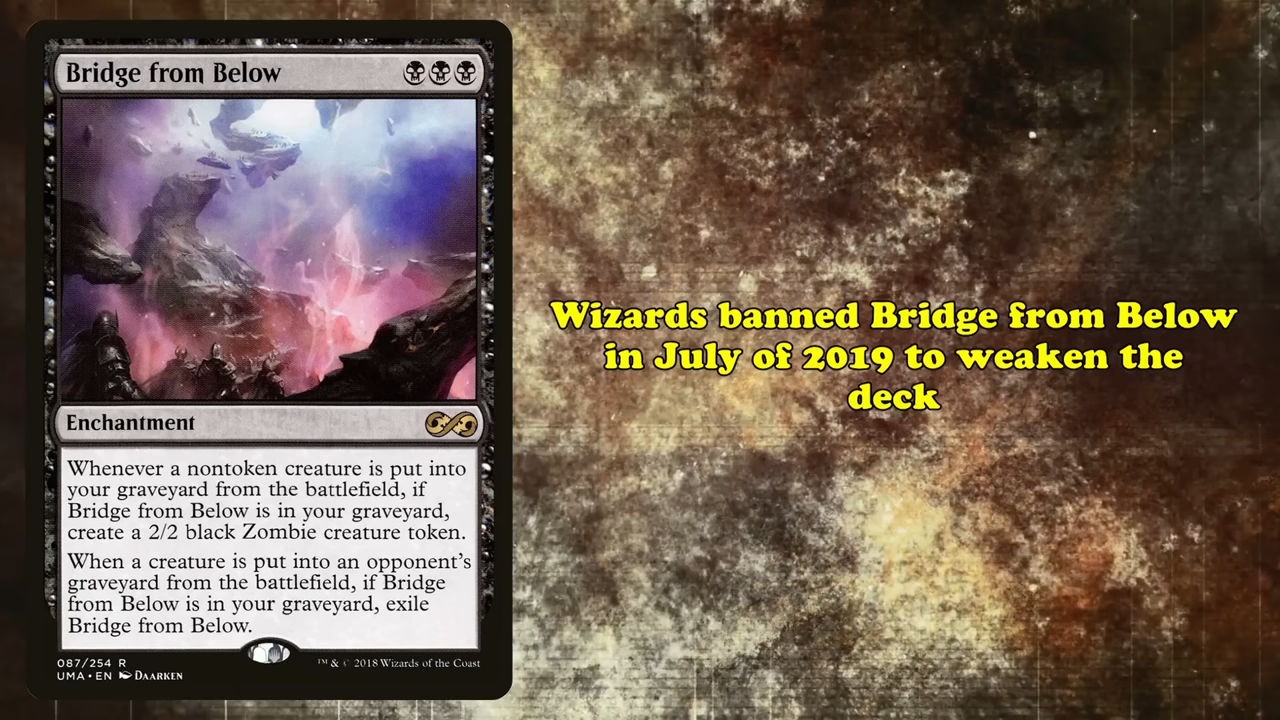 Bridge from Below
Enchantment
Whenever a nontoken creature is put into
your graveyard from the battlefield, if
Bridge from Below is in your graveyard,
create a 2/2 black Zombie creature token.
When a creature is put into an opponent's
graveyard from the battlefield, if Bridge
from Below is in your graveyard, exile
Bridge from Below.
087/254 R
UMA • EN Daarken
™ & © 2018 Wizards of the Coast
Wizards banned Bridge from Below
in July of 2019 to weaken the
deck